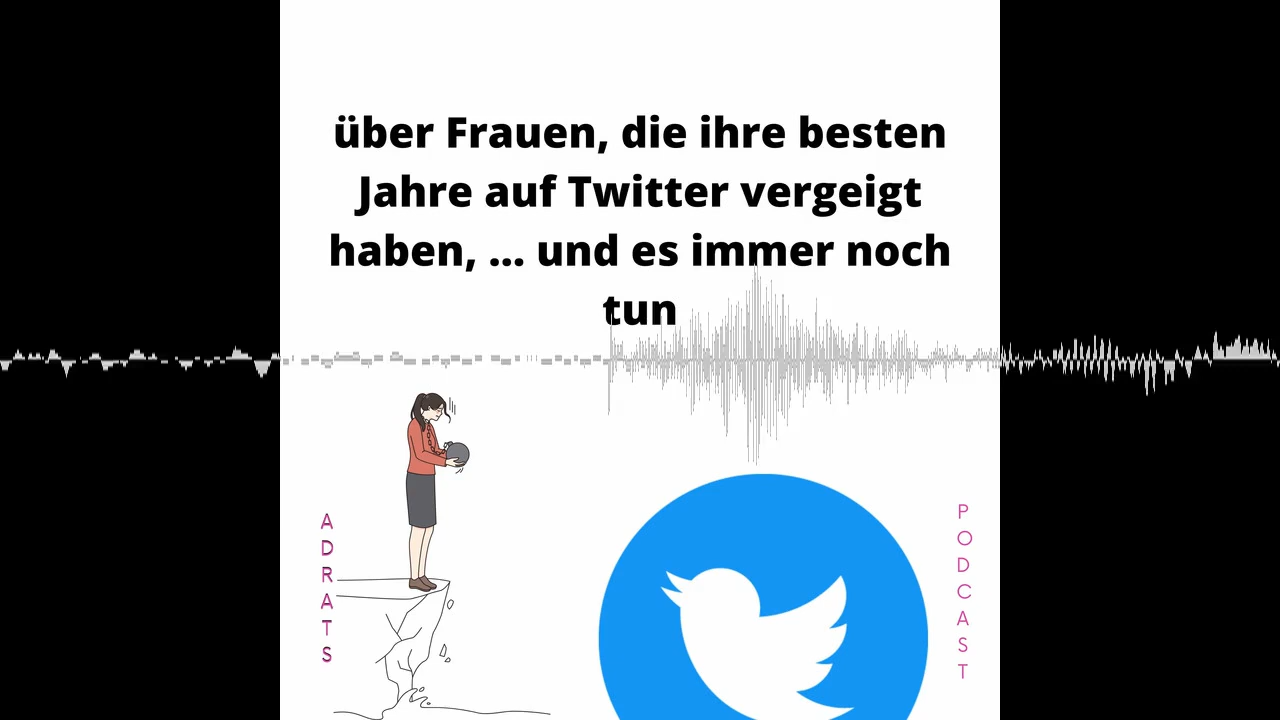 über Frauen, die ihre besten
Jahre auf Twitter vergeigt
haben, ... und es immer noch
tun
ADRATS
PODCAST